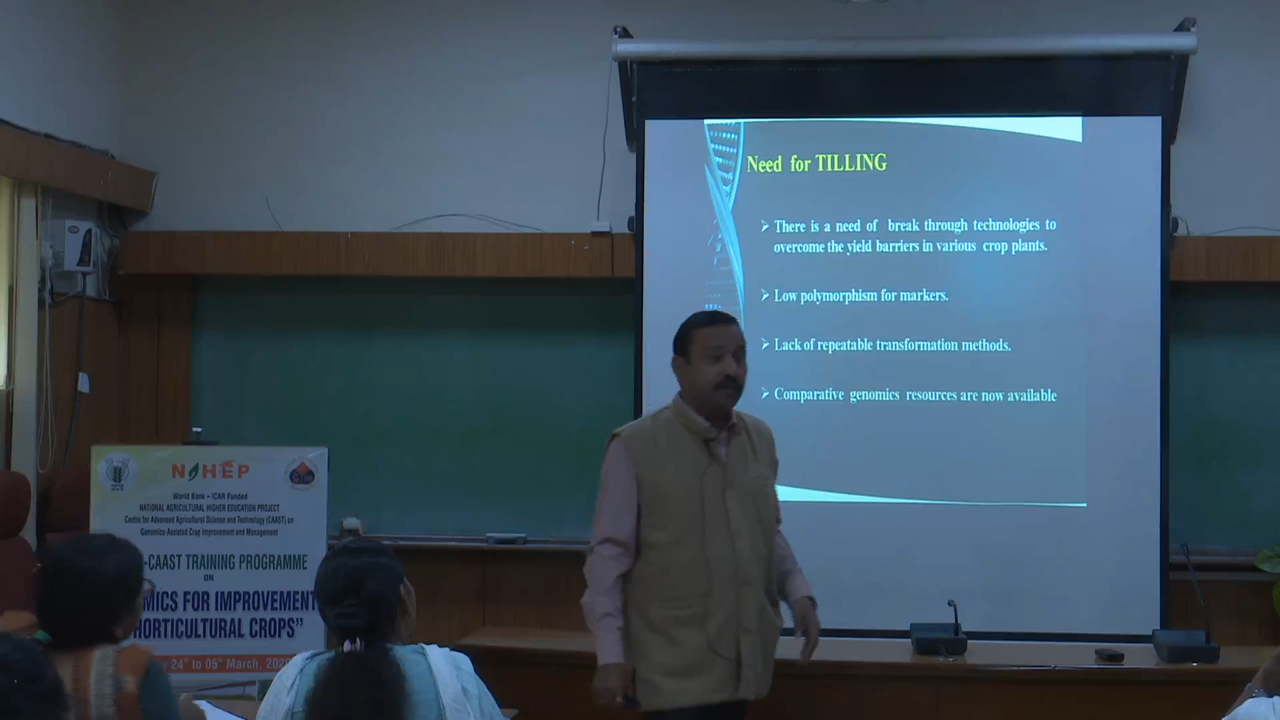 Need for TILLING
➢ There is a need of break through technologies to
overcome the yield barriers in various crop plants.
➢ Low polymorphism for markers.
➢ Lack of repeatable transformation methods.
➢ Comparative genomics resources are now available
NAHEP
World Bank – ICAR Funded
NATIONAL AGRICULTURAL HIGHER EDUCATION PROJECT
Centre for Advanced Agricultural Science and Technology (CAAST) on
Genomics-Assisted Crop Improvement and Management
-CAAST TRAINING PROGRAMME
ON
MICS FOR IMPROVEMENT
HORTICULTURAL CROPS”
24th to 05th March, 202